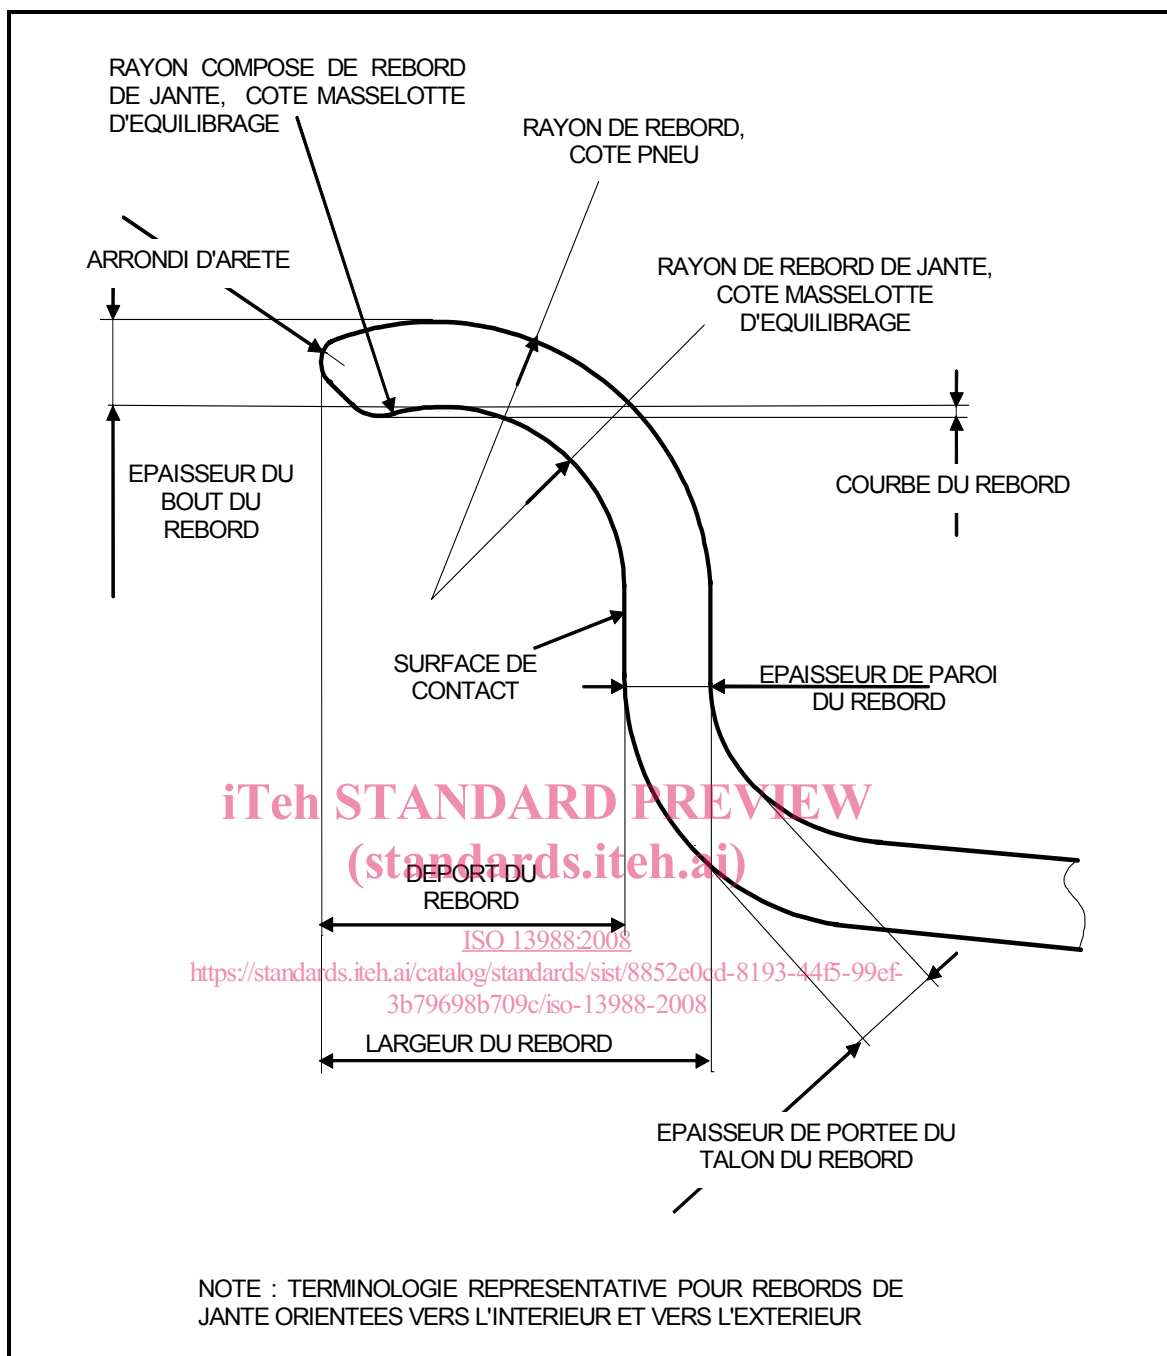 RAYON COMPOSE DE REBORD
DE JANTE, COTE MASSELOTTE
D'EQUILIBRAGE
RAYON DE REBORD,
COTE PNEU
ARRONDI D'ARETE
RAYON DE REBORD DE JANTE,
COTE MASSELOTTE
D'EQUILIBRAGE
EPAISSEUR DU
BOUT DU
REBORD
COURBE DU REBORD
SURFACE DE
CONTACT
EPAISSEUR DE PAROI
DU REBORD
iTeh STANDARD PREVIEW
(standards.iteh.ai)
DEPORT DU
REBORD
ISO 13988:2008
https://standards.iteh.ai/catalog/standards/sist/8852e0cd-8193-44f5-99ef-
3b79698b709c/iso-13988-2008
LARGEUR DU REBORD
EPAISSEUR DE PORTEE DU
TALON DU REBORD
NOTE : TERMINOLOGIE REPRESENTATIVE POUR REBORDS DE
JANTE ORIENTEES VERS L'INTERIEUR ET VERS L'EXTERIEUR